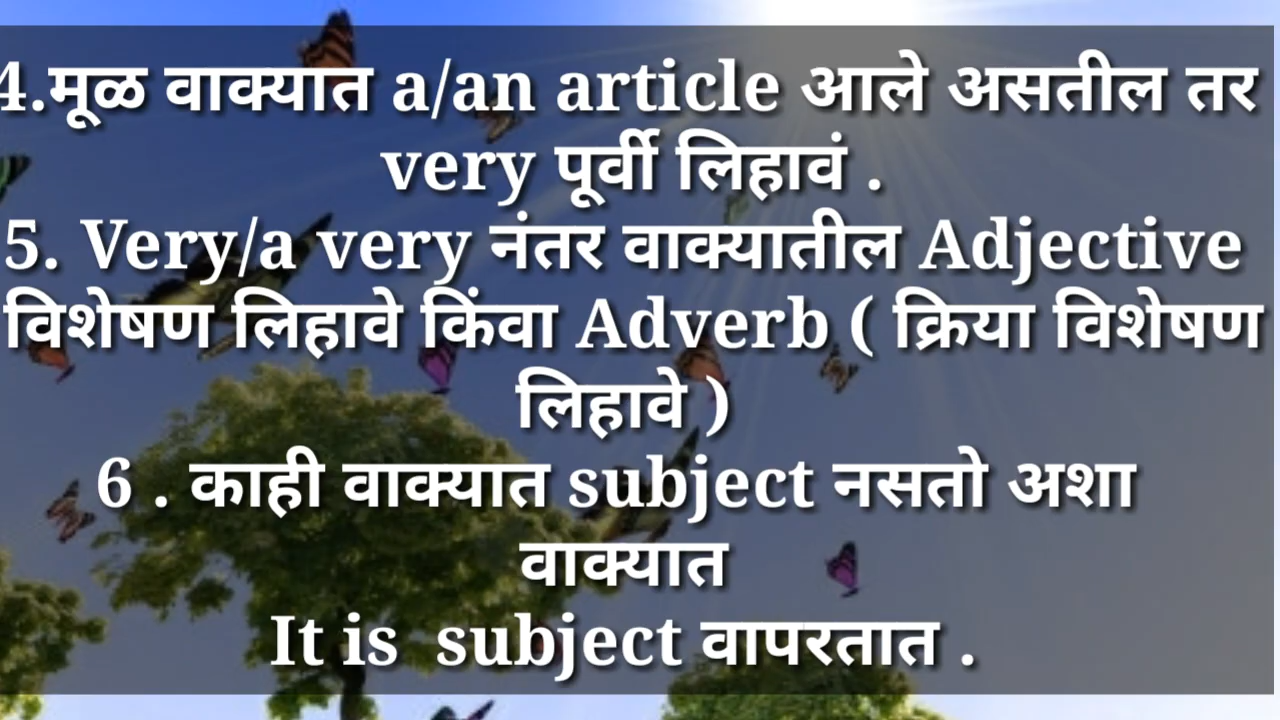 4.मूळ वाक्यात a/an article आले असतील तर
very पूर्वी लिहावं .
5. Very/a very नंतर वाक्यातील Adjective
विशेषण लिहावे किंवा Adverb ( क्रिया विशेषण
लिहावे )
6 . काही वाक्यात subject नसतो अशा
वाक्यात
It is subject वापरतात .